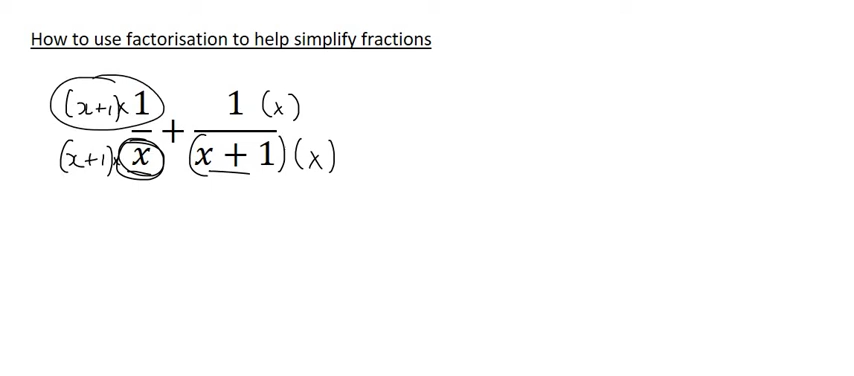 How to use factorisation to help simplify fractions
(x+1)× 1 + 1 (x)
(x+1)× x (x + 1)(x)